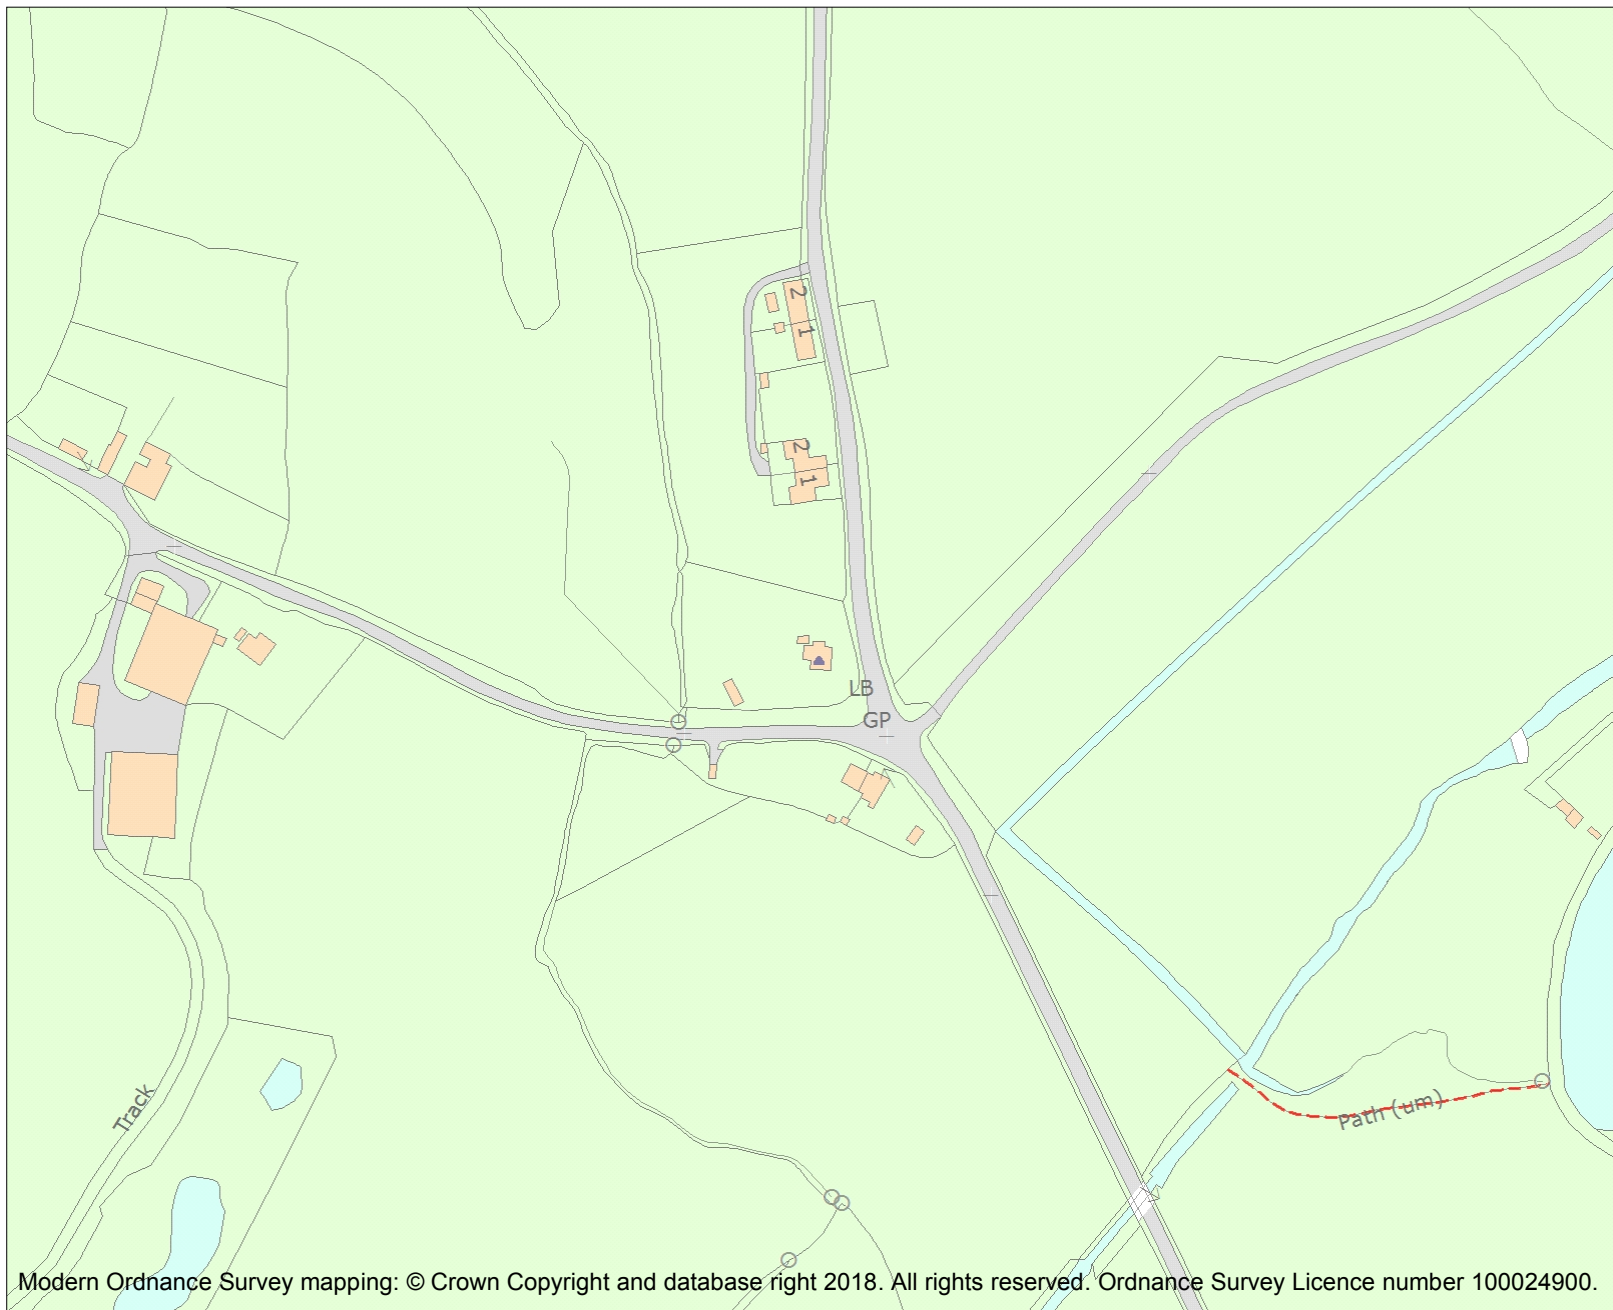 2
1
2
1
LB
GP
Track
Path (um)
Modern Ordnance Survey mapping: © Crown Copyright and database right 2018. All rights reserved. Ordnance Survey Licence number 100024900.